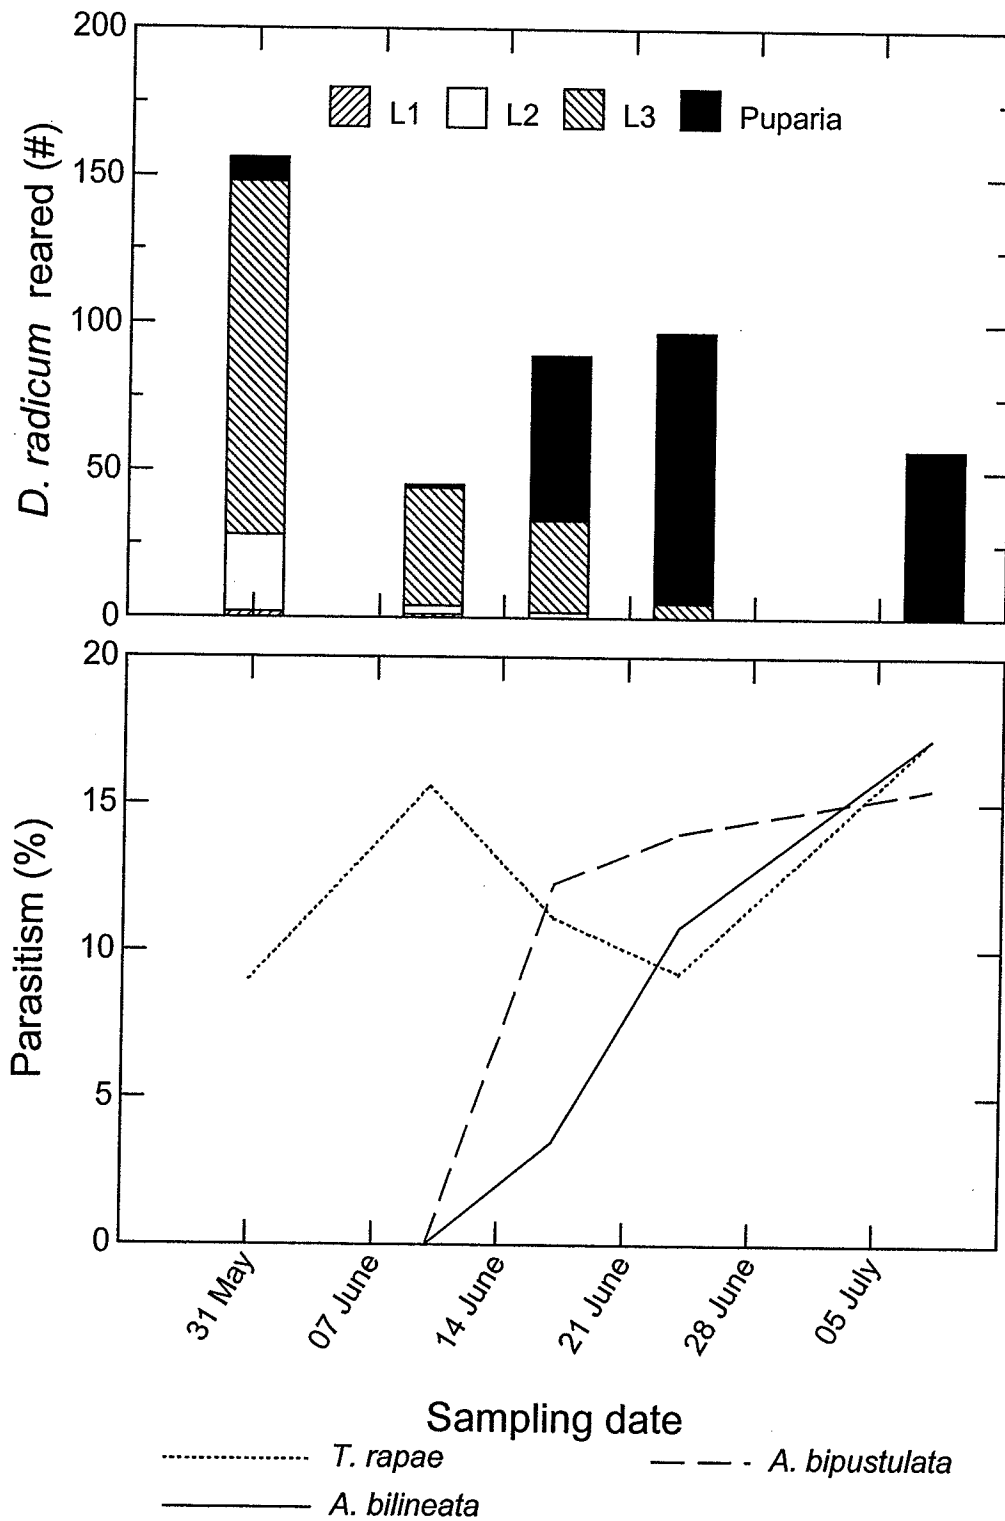 200
150
100
50
0
D. radicum reared (#)
L1 L2 L3 Puparia
20
15
10
5
0
Parasitism (%)
31 May 07 June 14 June 21 June 28 June 05 July
Sampling date
T. rapae A. bipustulata
A. bilineata